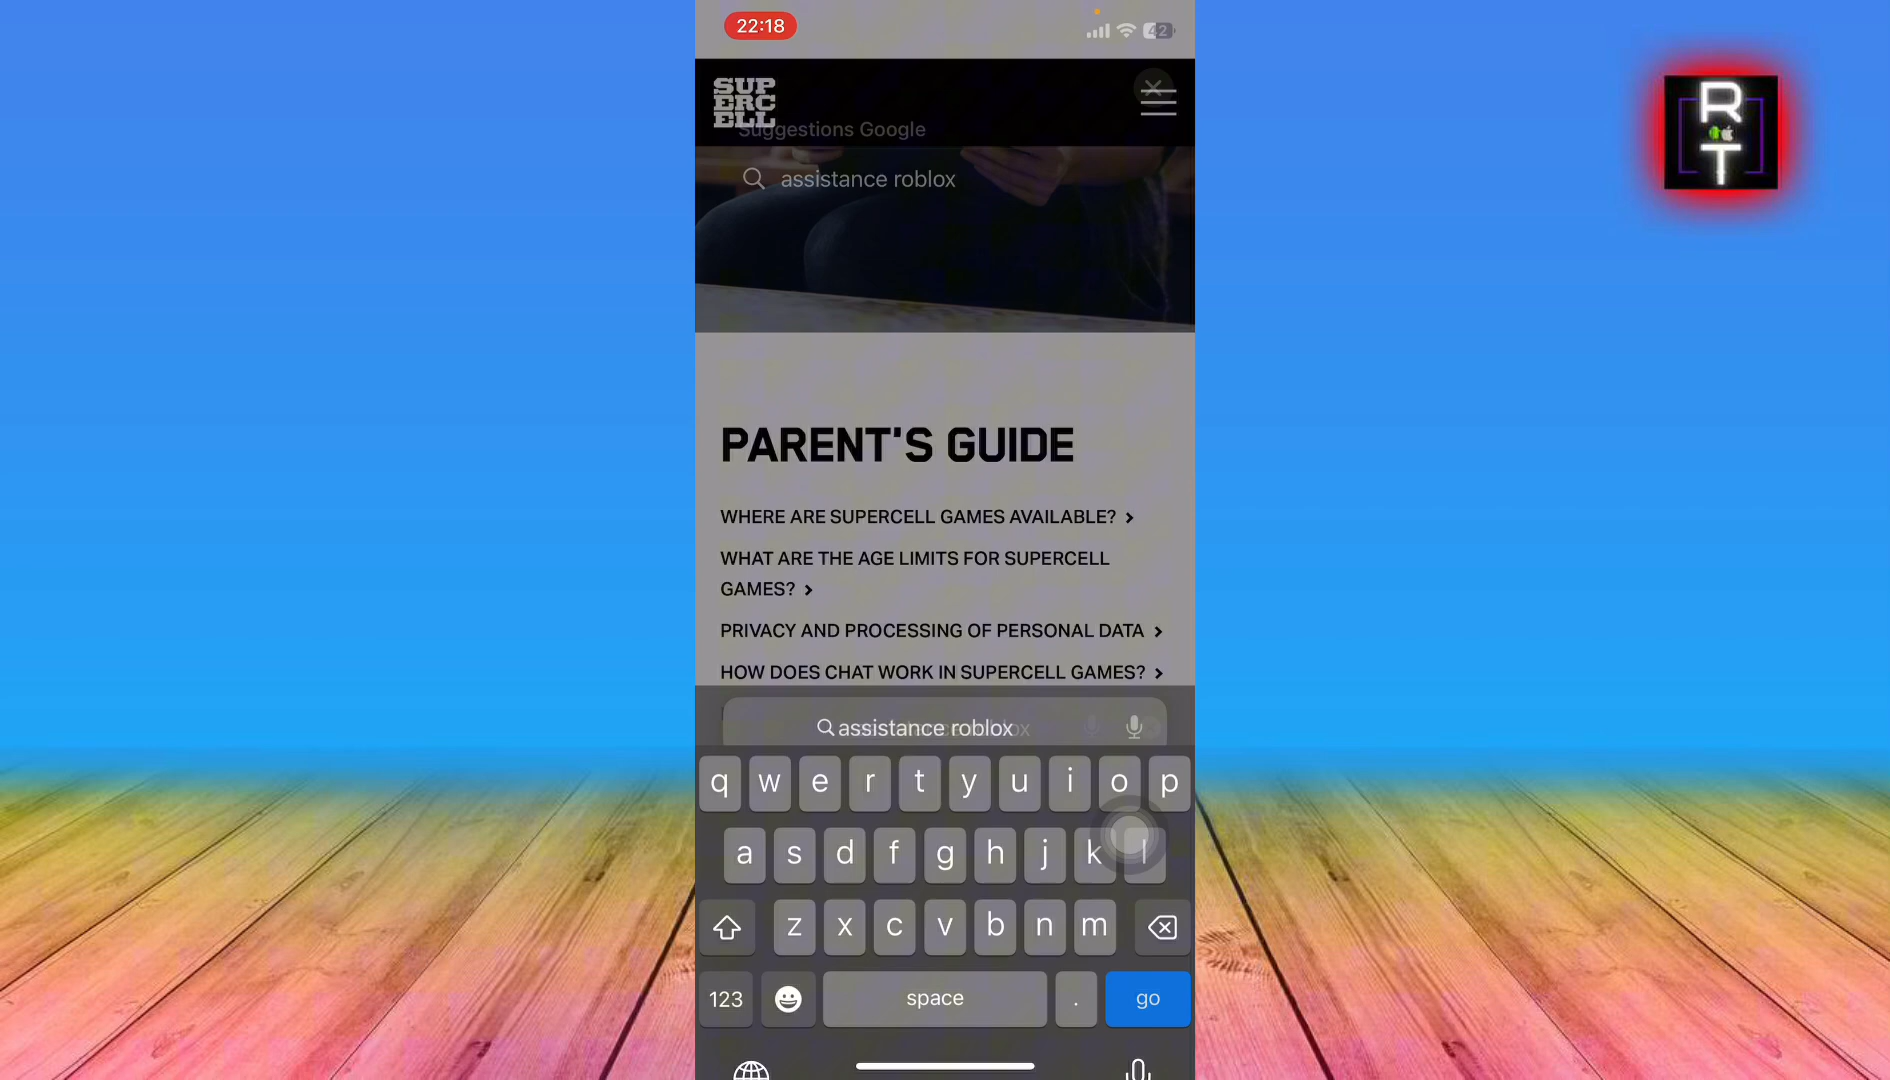 22:18
42
SUP
ERC
ELL
Suggestions Google
assistance roblox
R
T
PARENT'S GUIDE
WHERE ARE SUPERCELL GAMES AVAILABLE?
WHAT ARE THE AGE LIMITS FOR SUPERCELL
GAMES?
PRIVACY AND PROCESSING OF PERSONAL DATA
HOW DOES CHAT WORK IN SUPERCELL GAMES?
assistance roblox
q w e r t y u i o p
a s d f g h j k l
z x c v b n m
123 space . go